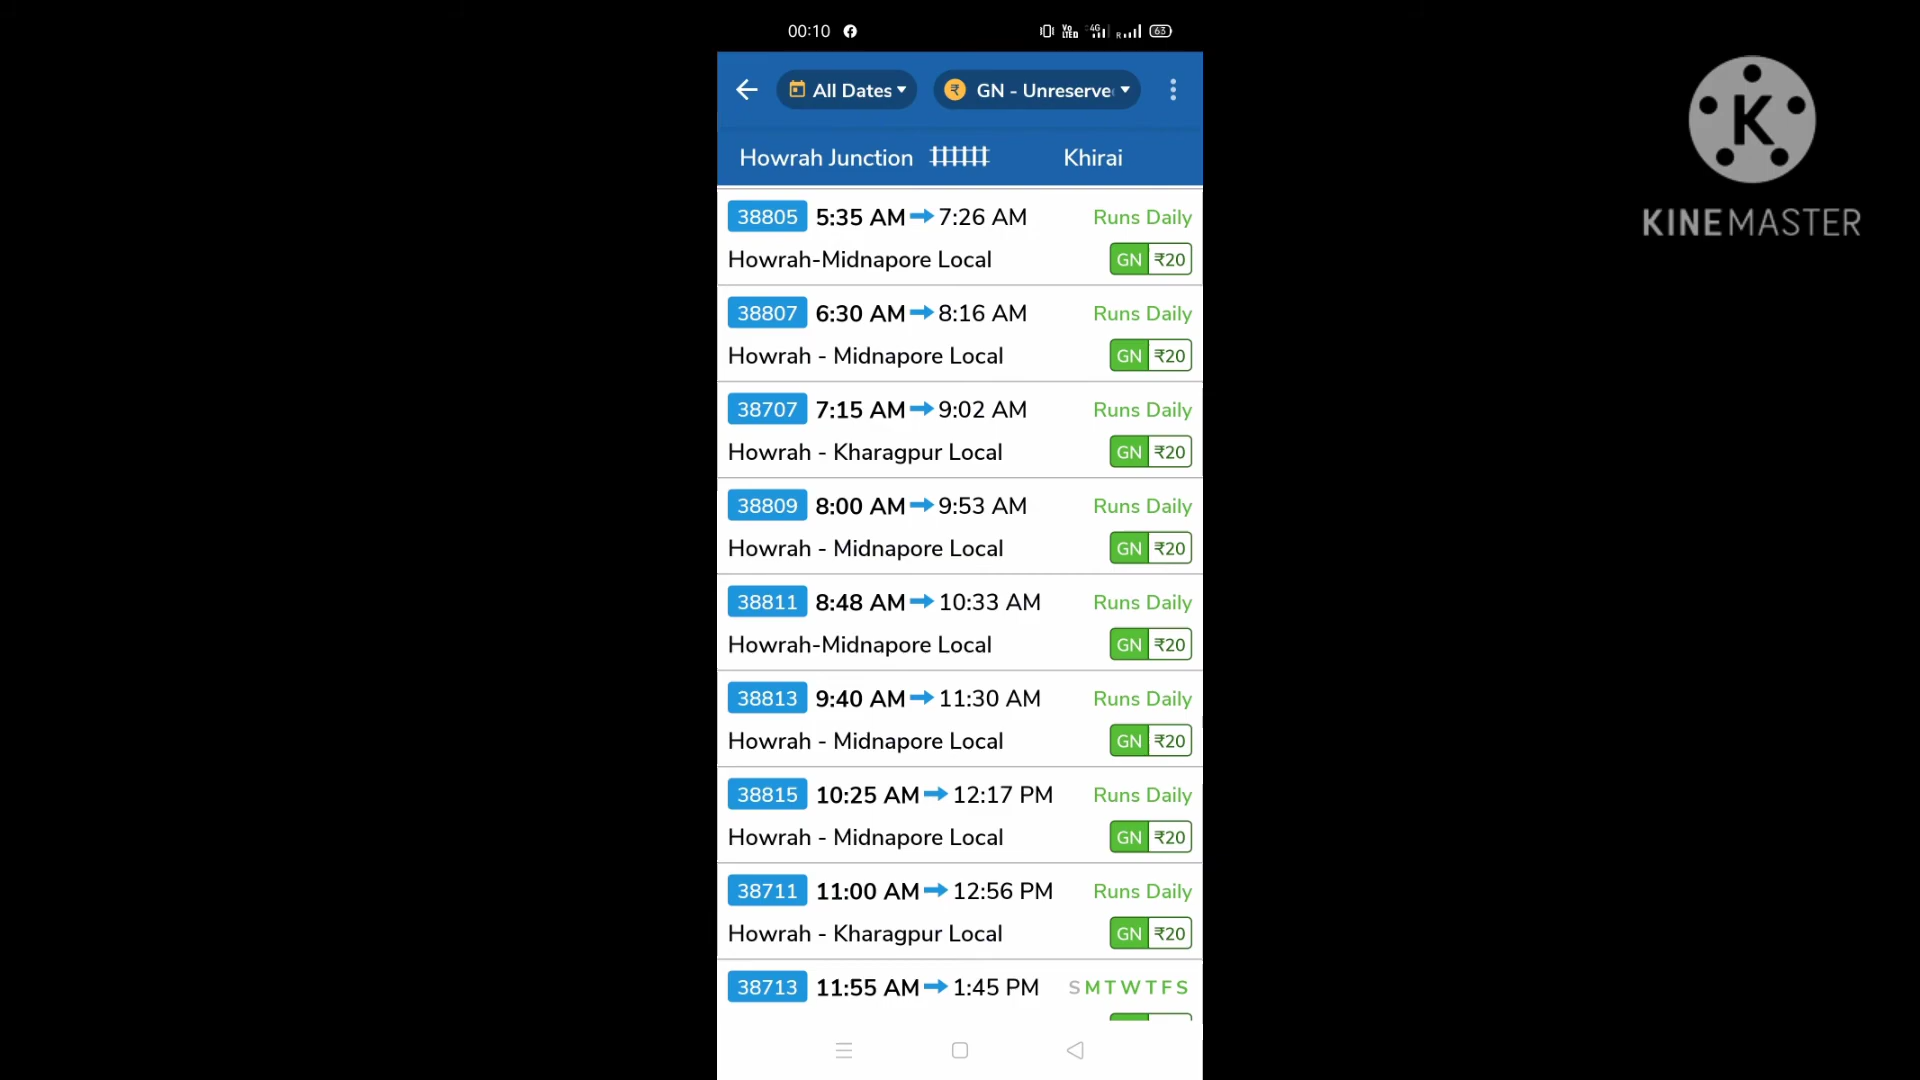 00:10
Vo LTED 4G R 63
All Dates GN - Unreserve
Howrah Junction Khirai
38805 5:35 AM 7:26 AM Runs Daily
Howrah-Midnapore Local GN ₹20
38807 6:30 AM 8:16 AM Runs Daily
Howrah - Midnapore Local GN ₹20
38707 7:15 AM 9:02 AM Runs Daily
Howrah - Kharagpur Local GN ₹20
38809 8:00 AM 9:53 AM Runs Daily
Howrah - Midnapore Local GN ₹20
38811 8:48 AM 10:33 AM Runs Daily
Howrah-Midnapore Local GN ₹20
38813 9:40 AM 11:30 AM Runs Daily
Howrah - Midnapore Local GN ₹20
38815 10:25 AM 12:17 PM Runs Daily
Howrah - Midnapore Local GN ₹20
38711 11:00 AM 12:56 PM Runs Daily
Howrah - Kharagpur Local GN ₹20
38713 11:55 AM 1:45 PM SMTWTFS
K
KINEMASTER